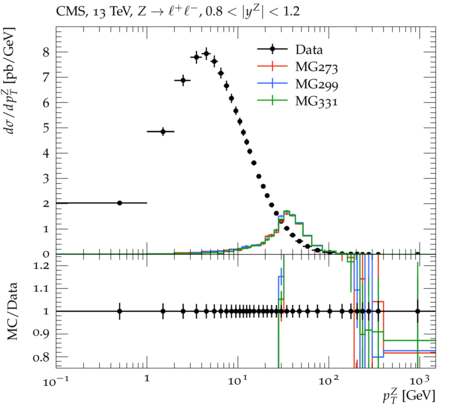 CMS, 13 TeV, Z → ℓ⁺ℓ⁻, 0.8 < |y^Z| < 1.2
dσ/dp_T^Z [pb/GeV]
8
7
6
5
4
3
2
1
0
Data
MG273
MG299
MG331
MC/Data
1.2
1.1
1
0.9
0.8
10⁻¹ 1 10¹ 10² 10³
p_T^Z [GeV]